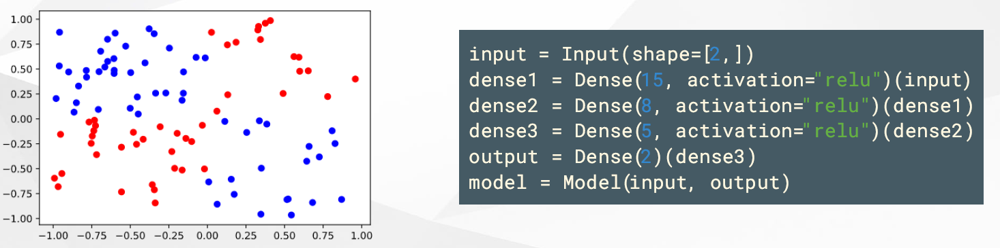 1.00
0.75
0.50
0.25
0.00
−0.25
−0.50
−0.75
−1.00
−1.00 −0.75 −0.50 −0.25 0.00 0.25 0.50 0.75 1.00
input = Input(shape=[2,])
dense1 = Dense(15, activation="relu")(input)
dense2 = Dense(8, activation="relu")(dense1)
dense3 = Dense(5, activation="relu")(dense2)
output = Dense(2)(dense3)
model = Model(input, output)